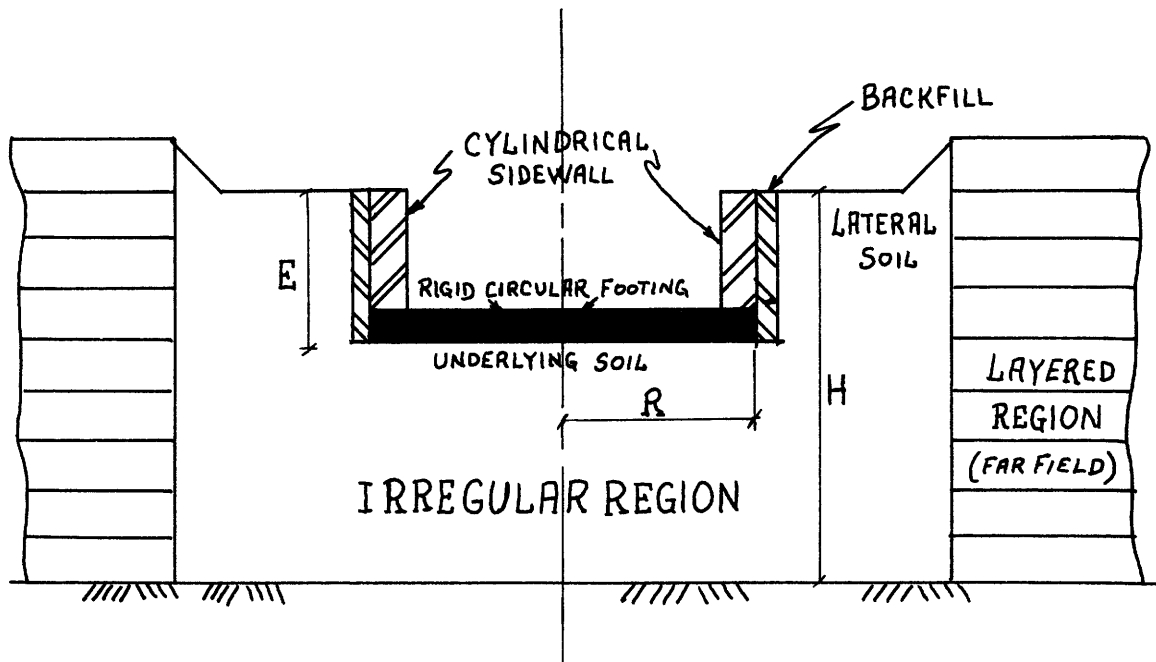 BACKFILL
CYLINDRICAL
SIDEWALL
LATERAL
SOIL
E
RIGID CIRCULAR FOOTING
UNDERLYING SOIL
R
H
LAYERED
REGION
(FAR FIELD)
IRREGULAR REGION